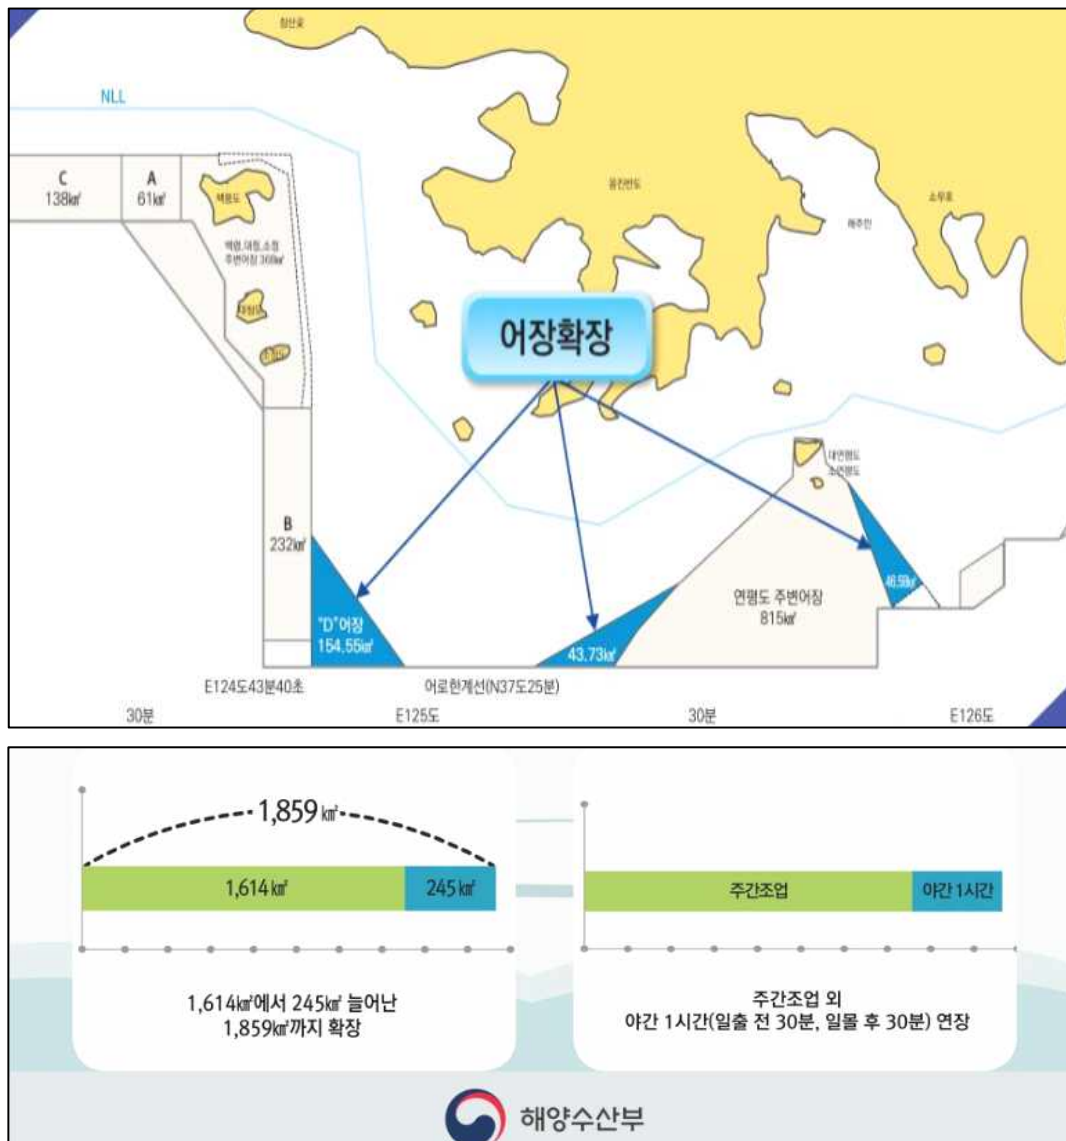 장산곶
NLL
C
138㎢
A
61㎢
백령도
옹진반도
해주만
소무포
백령,대청,소청
주변어장 369㎢
대청도
어장확장
대연평도
소연평도
B
232㎢
46.59㎢
"D"어장
154.55㎢
43.73㎢
연평도 주변어장
815㎢
E124도43분40초
어로한계선(N37도25분)
30분
E125도
30분
E126도
1,859㎢
1,614㎢
245㎢
주간조업
야간 1시간
1,614㎢에서 245㎢ 늘어난
1,859㎢까지 확장
주간조업 외
야간 1시간(일출 전 30분, 일몰 후 30분) 연장
해양수산부